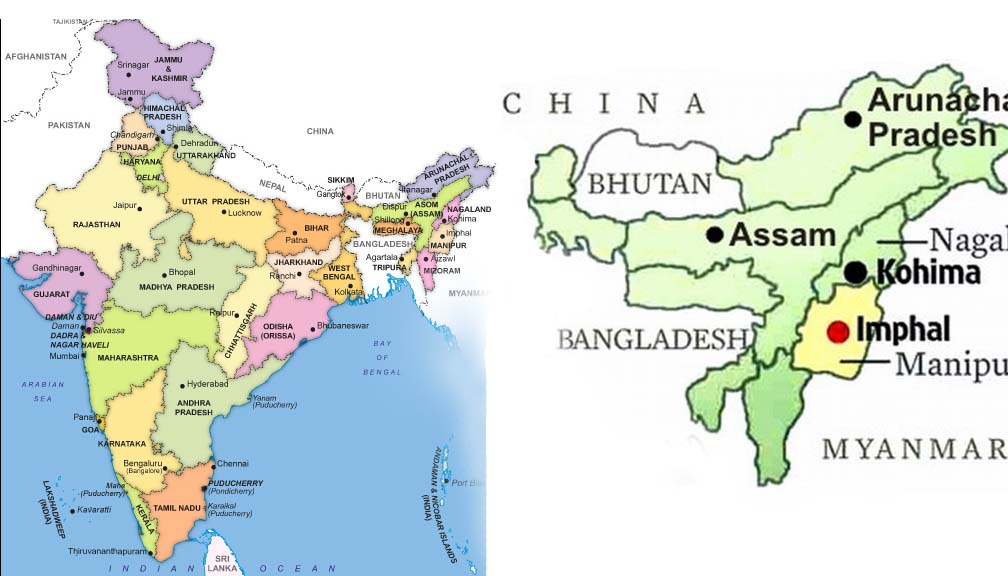 TAJIKISTAN
AFGHANISTAN
Srinagar
JAMMU
&
KASHMIR
Jammu
PAKISTAN
HIMACHAL
PRADESH
Shimla
Chandigarh
PUNJAB
Dehradun
UTTARAKHAND
HARYANA
DELHI
CHINA
NEPAL
SIKKIM
Gangtok
BHUTAN
ARUNACHAL
PRADESH
Itanagar
Dispur
ASOM
(ASSAM)
NAGALAND
Kohima
Shillong
MEGHALAYA
Imphal
MANIPUR
BANGLADESH
Agartala
TRIPURA
Aizawl
MIZORAM
MYANMAR
Jaipur
RAJASTHAN
UTTAR PRADESH
Lucknow
BIHAR
Patna
JHARKHAND
Ranchi
WEST
BENGAL
Kolkata
Gandhinagar
GUJARAT
Bhopal
MADHYA PRADESH
Raipur
CHHATTISGARH
ODISHA
(ORISSA)
Bhubaneswar
DAMAN & DIU
Daman
Silvassa
DADRA &
NAGAR HAVELI
Mumbai
MAHARASHTRA
BAY
OF
BENGAL
ARABIAN
SEA
Hyderabad
ANDHRA
PRADESH
Yanam
(Puducherry)
Panaji
GOA
KARNATAKA
Bengaluru
(Bangalore)
Chennai
Mahe
(Puducherry)
PUDUCHERRY
(Pondicherry)
TAMIL NADU
Karaikal
(Puducherry)
KERALA
LAKSHADWEEP
(INDIA)
Kavaratti
Thiruvananthapuram
ANDAMAN & NICOBAR ISLANDS
(INDIA)
Port Blai
SRI
LANKA
INDIAN OCEAN
CHINA
Arunacha
Pradesh
BHUTAN
Assam
Nagal
Kohima
BANGLADESH
Imphal
Manipu
MYANMAR